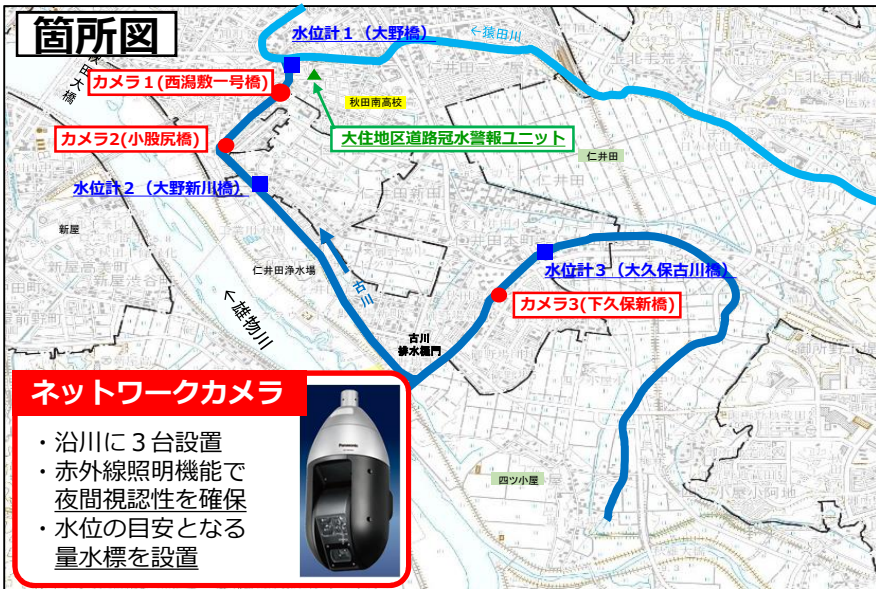 箇所図
水位計１（大野橋）
←猿田川
秋田大橋
カメラ１(西潟敷一号橋)
秋田南高校
カメラ2(小股尻橋)
大住地区道路冠水警報ユニット
仁井田
水位計２（大野新川橋）
新屋
仁井田浄水場
古川
水位計３（大久保古川橋）
カメラ3(下久保新橋)
←雄物川
古川
排水樋門
ネットワークカメラ
・沿川に３台設置
・赤外線照明機能で
夜間視認性を確保
・水位の目安となる
量水標を設置
Panasonic
四ツ小屋